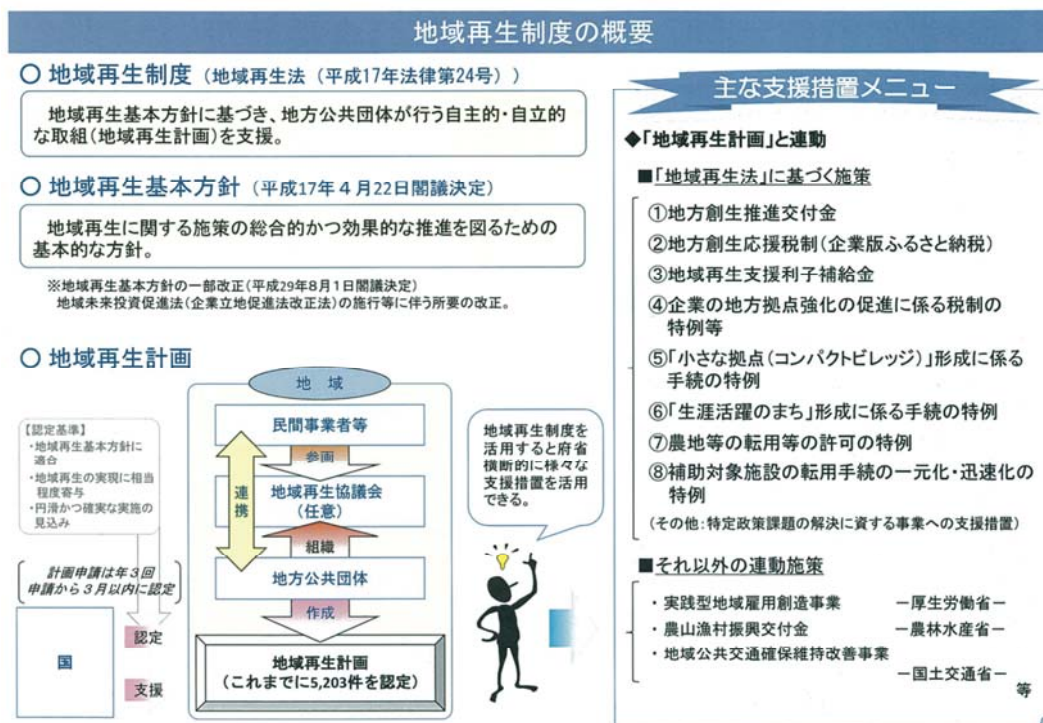 地域再生制度の概要
○ 地域再生制度 (地域再生法 (平成17年法律第24号) )
地域再生基本方針に基づき、地方公共団体が行う自主的・自立的
な取組(地域再生計画)を支援。
○ 地域再生基本方針 (平成17年4月22日閣議決定)
地域再生に関する施策の総合的かつ効果的な推進を図るための
基本的な方針。
※地域再生基本方針の一部改正(平成29年8月1日閣議決定)
地域未来投資促進法(企業立地促進法改正法)の施行等に伴う所要の改正。
○ 地域再生計画
【認定基準】
・地域再生基本方針に
適合
・地域再生の実現に相当
程度寄与
・円滑かつ確実な実施の
見込み
計画申請は年3回
申請から3月以内に認定
国
認定
支援
地 域
民間事業者等
参画
連携
地域再生協議会
(任意)
組織
地方公共団体
作成
地域再生計画
(これまでに5,203件を認定)
地域再生制度を
活用すると府省
横断的に様々な
支援措置を活用
できる。
主な支援措置メニュー
◆「地域再生計画」と連動
■「地域再生法」に基づく施策
①地方創生推進交付金
②地方創生応援税制(企業版ふるさと納税)
③地域再生支援利子補給金
④企業の地方拠点強化の促進に係る税制の
特例等
⑤「小さな拠点(コンパクトビレッジ)」形成に係る
手続の特例
⑥「生涯活躍のまち」形成に係る手続の特例
⑦農地等の転用等の許可の特例
⑧補助対象施設の転用手続の一元化・迅速化の
特例
(その他:特定政策課題の解決に資する事業への支援措置)
■それ以外の連動施策
・実践型地域雇用創造事業 －厚生労働省－
・農山漁村振興交付金 －農林水産省－
・地域公共交通確保維持改善事業
－国土交通省－
等